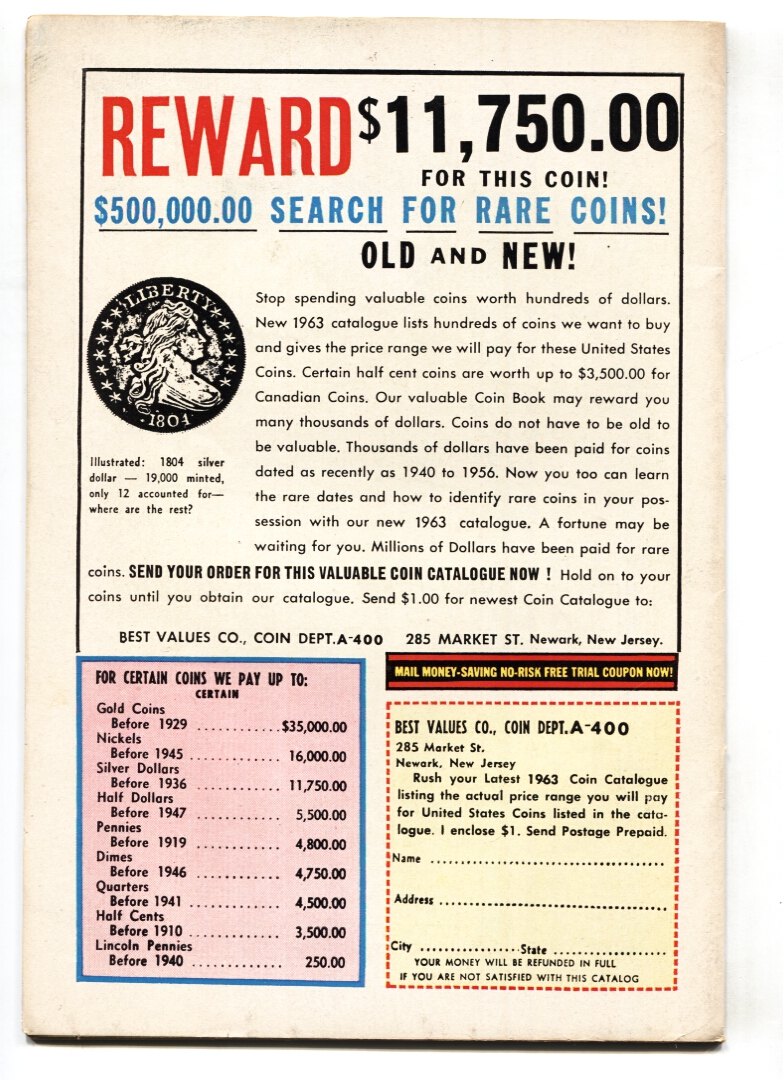 REWARD $11,750.00
FOR THIS COIN!
$500,000.00 SEARCH FOR RARE COINS!
OLD AND NEW!
LIBERTY
1804
Illustrated: 1804 silver
dollar — 19,000 minted,
only 12 accounted for—
where are the rest?
Stop spending valuable coins worth hundreds of dollars.
New 1963 catalogue lists hundreds of coins we want to buy
and gives the price range we will pay for these United States
Coins. Certain half cent coins are worth up to $3,500.00 for
Canadian Coins. Our valuable Coin Book may reward you
many thousands of dollars. Coins do not have to be old to
be valuable. Thousands of dollars have been paid for coins
dated as recently as 1940 to 1956. Now you too can learn
the rare dates and how to identify rare coins in your pos-
session with our new 1963 catalogue. A fortune may be
waiting for you. Millions of Dollars have been paid for rare
coins. SEND YOUR ORDER FOR THIS VALUABLE COIN CATALOGUE NOW ! Hold on to your
coins until you obtain our catalogue. Send $1.00 for newest Coin Catalogue to:
BEST VALUES CO., COIN DEPT.A-400 285 MARKET ST. Newark, New Jersey.
FOR CERTAIN COINS WE PAY UP TO:
CERTAIN
Gold Coins
Before 1929 ............$35,000.00
Nickels
Before 1945 ............ 16,000.00
Silver Dollars
Before 1936 ............ 11,750.00
Half Dollars
Before 1947 ............ 5,500.00
Pennies
Before 1919 ............ 4,800.00
Dimes
Before 1946 ............ 4,750.00
Quarters
Before 1941 ............ 4,500.00
Half Cents
Before 1910 ............ 3,500.00
Lincoln Pennies
Before 1940 ............ 250.00
MAIL MONEY-SAVING NO-RISK FREE TRIAL COUPON NOW!
BEST VALUES CO., COIN DEPT.A-400
285 Market St.
Newark, New Jersey
Rush your Latest 1963 Coin Catalogue
listing the actual price range you will pay
for United States Coins listed in the cata-
logue. I enclose $1. Send Postage Prepaid.
Name ........................................
Address ........................................
City .................. State ....................
YOUR MONEY WILL BE REFUNDED IN FULL
IF YOU ARE NOT SATISFIED WITH THIS CATALOG